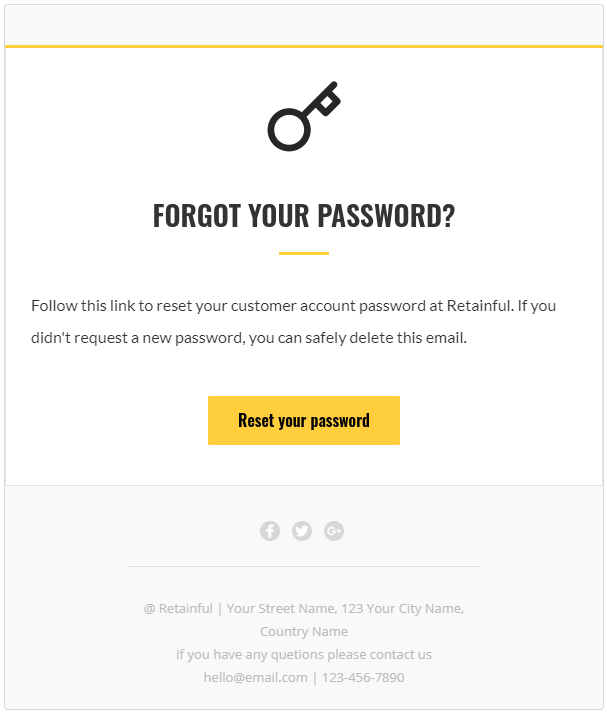 FORGOT YOUR PASSWORD?
Follow this link to reset your customer account password at Retainful. If you
didn't request a new password, you can safely delete this email.
Reset your password
@ Retainful | Your Street Name, 123 Your City Name,
Country Name
If you have any quetions please contact us
hello@email.com | 123-456-7890